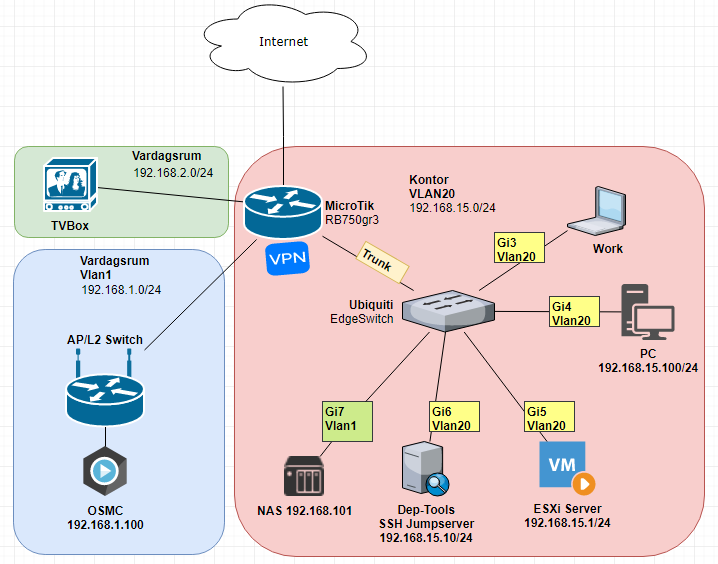 Internet
Vardagsrum
192.168.2.0/24
TVBox
Kontor
VLAN20
192.168.15.0/24
MicroTik
RB750gr3
VPN
Trunk
Gi3
Vlan20
Work
Vardagsrum
Vlan1
192.168.1.0/24
Ubiquiti
EdgeSwitch
Gi4
Vlan20
PC
192.168.15.100/24
AP/L2 Switch
Gi7
Vlan1
Gi6
Vlan20
Gi5
Vlan20
VM
OSMC
192.168.1.100
NAS 192.168.101
Dep-Tools
SSH Jumpserver
192.168.15.10/24
ESXi Server
192.168.15.1/24